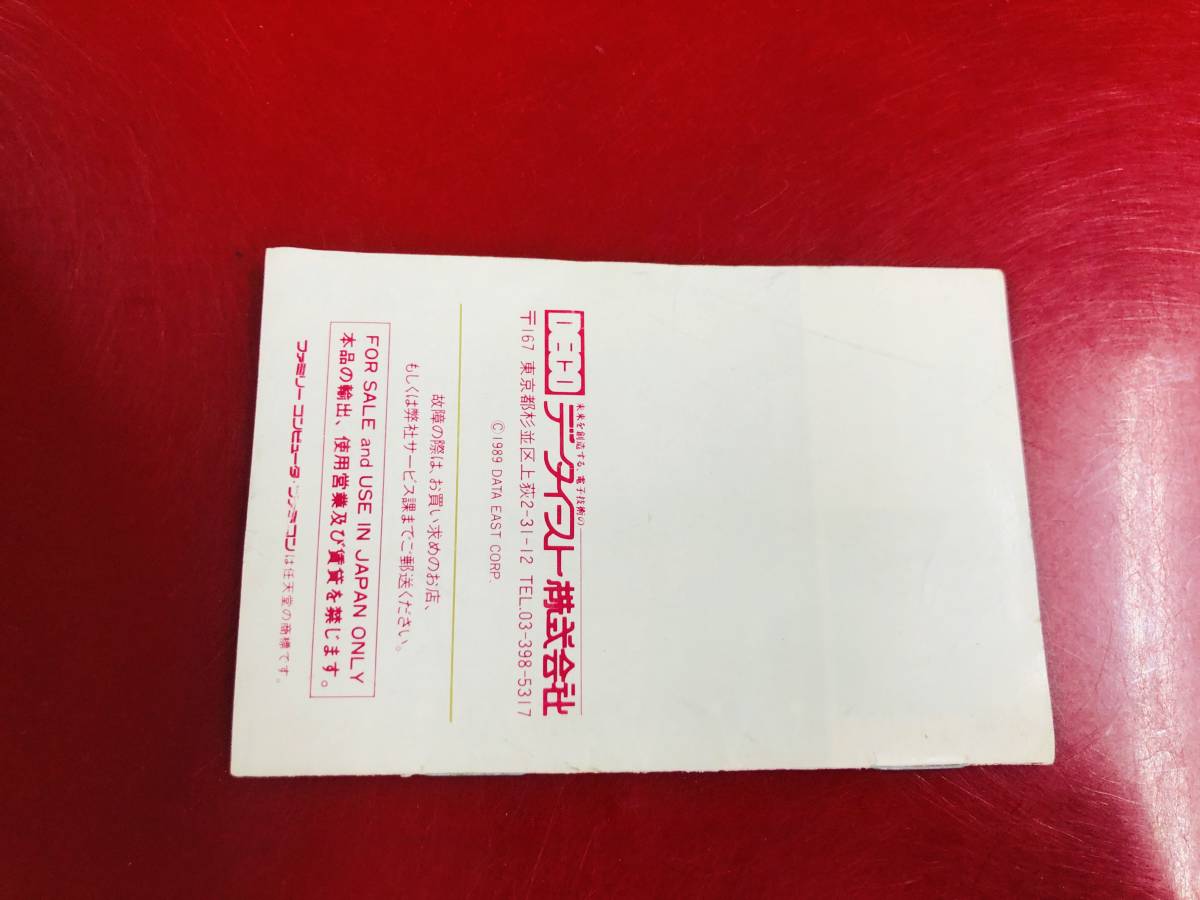 未来を創造する、電子技術の
DECO データイースト株式会社
〒167 東京都杉並区上荻2-31-12 TEL.03-398-5317
© 1989 DATA EAST CORP.
故障の際は、お買い求めのお店、
もしくは弊社サービス課までご郵送ください。
FOR SALE and USE IN JAPAN ONLY
本品の輸出、使用営業及び賃貸を禁じます。
ファミリーコンピュータ・ファミコンは任天堂の商標です。